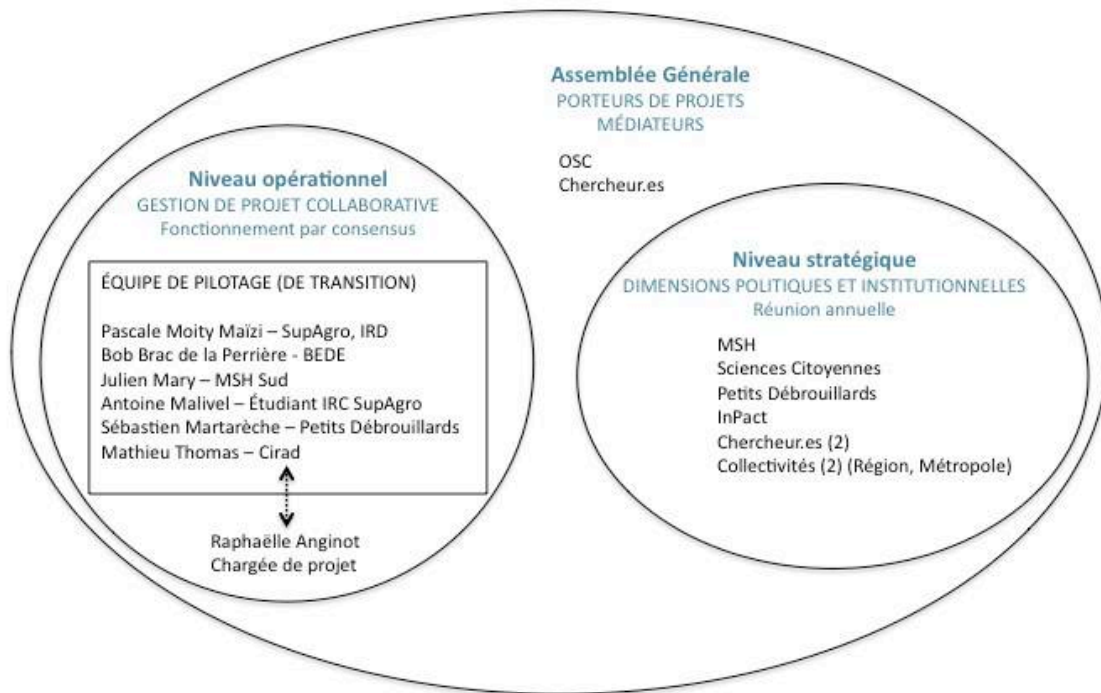 Assemblée Générale
PORTEURS DE PROJETS
MÉDIATEURS
OSC
Chercheur.es
Niveau opérationnel
GESTION DE PROJET COLLABORATIVE
Fonctionnement par consensus
ÉQUIPE DE PILOTAGE (DE TRANSITION)
Pascale Moity Maïzi – SupAgro, IRD
Bob Brac de la Perrière - BEDE
Julien Mary – MSH Sud
Antoine Malivel – Étudiant IRC SupAgro
Sébastien Martarèche – Petits Débrouillards
Mathieu Thomas – Cirad
Raphaëlle Anginot
Chargée de projet
Niveau stratégique
DIMENSIONS POLITIQUES ET INSTITUTIONNELLES
Réunion annuelle
MSH
Sciences Citoyennes
Petits Débrouillards
InPact
Chercheur.es (2)
Collectivités (2) (Région, Métropole)